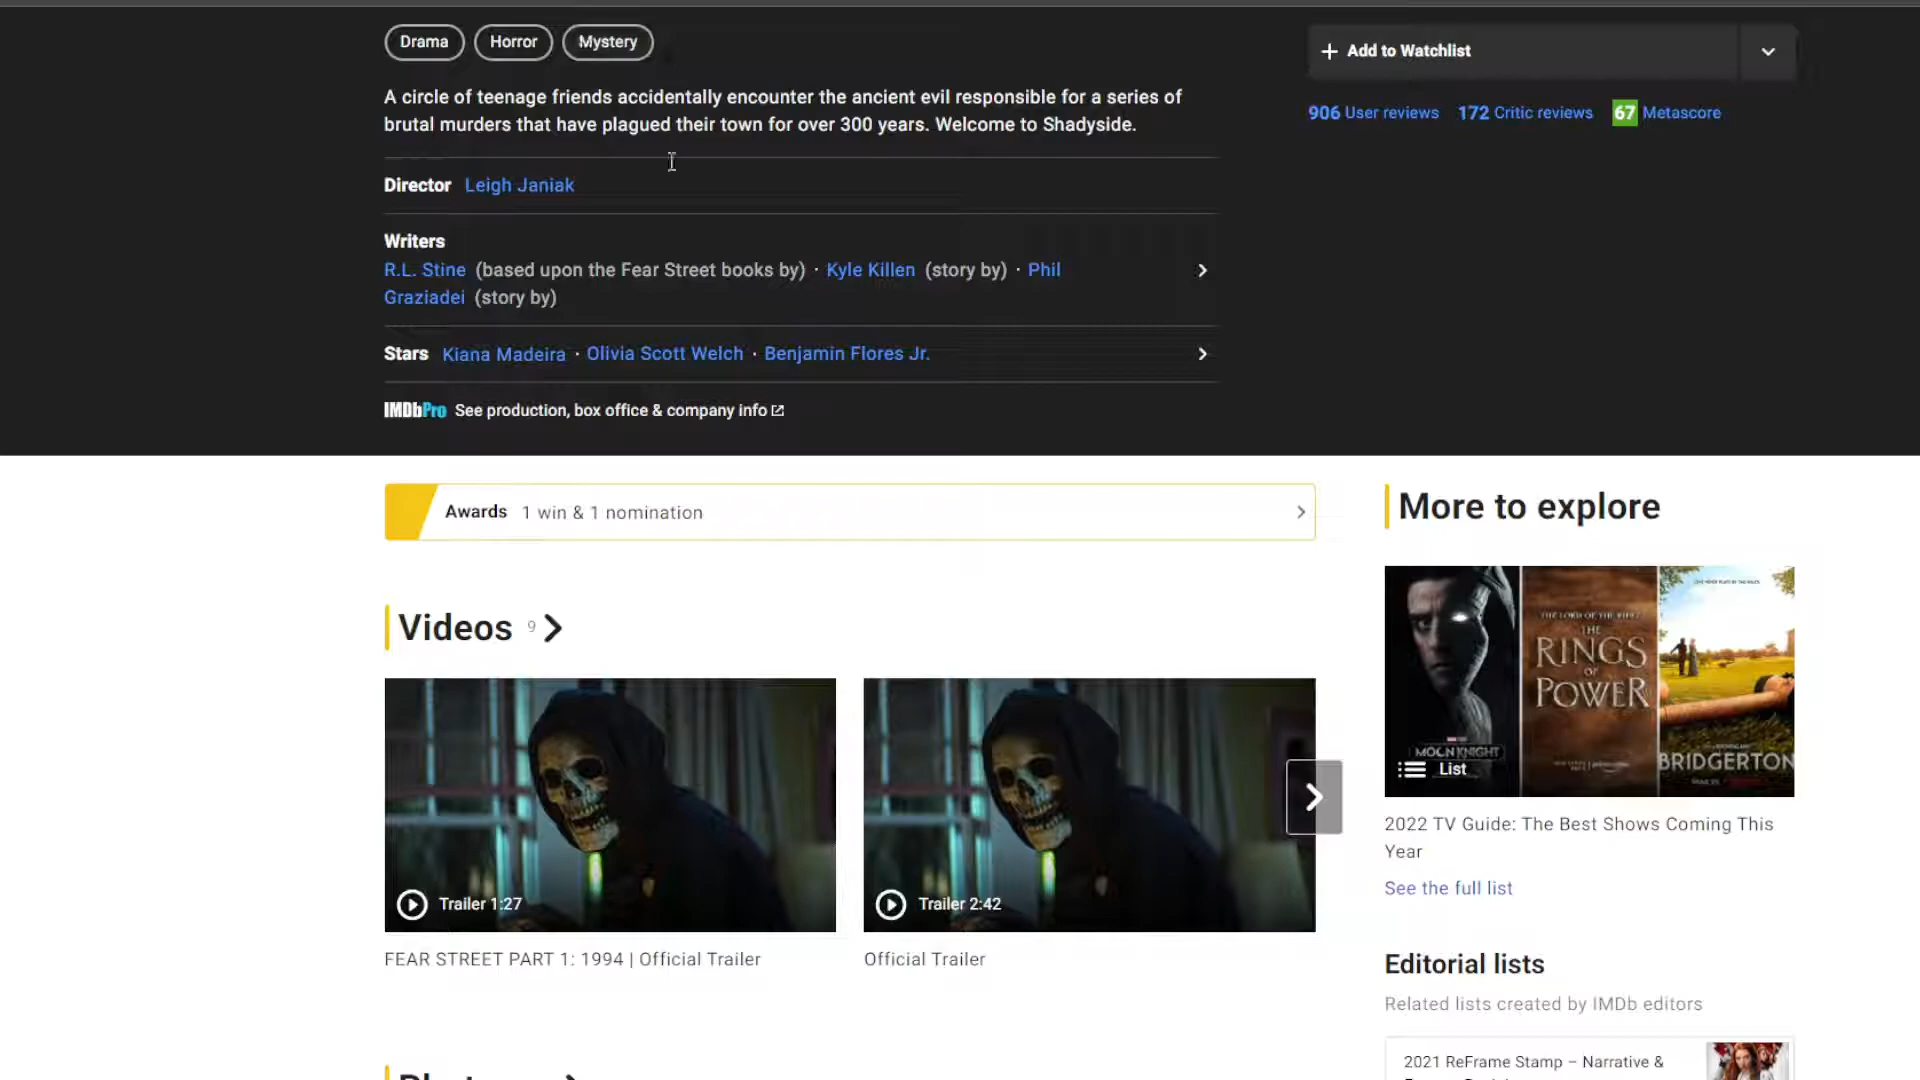 Drama Horror Mystery
A circle of teenage friends accidentally encounter the ancient evil responsible for a series of
brutal murders that have plagued their town for over 300 years. Welcome to Shadyside.
Director Leigh Janiak
Writers
R.L. Stine (based upon the Fear Street books by) · Kyle Killen (story by) · Phil
Graziadei (story by)
Stars Kiana Madeira · Olivia Scott Welch · Benjamin Flores Jr.
IMDbPro See production, box office & company info
+ Add to Watchlist
906 User reviews 172 Critic reviews 67 Metascore
Awards 1 win & 1 nomination
Videos 9
Trailer 1:27
FEAR STREET PART 1: 1994 | Official Trailer
Trailer 2:42
Official Trailer
More to explore
MOON KNIGHT
List
THE LORD OF THE RINGS
THE
RINGS
OF
POWER
BRIDGERTON
2022 TV Guide: The Best Shows Coming This
Year
See the full list
Editorial lists
Related lists created by IMDb editors
2021 ReFrame Stamp – Narrative &